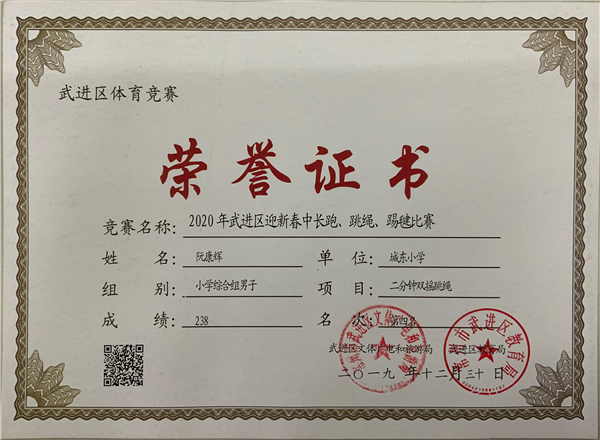 武进区体育竞赛
荣誉证书
竞赛名称：2020年武进区迎新春中长跑、跳绳、踢毽比赛
姓名：阮康辉 单位：城东小学
组别：小学综合组男子 项目：二分钟双摇跳绳
成绩：238 名次：第四名
武进区文体广电和旅游局 武进区教育局
二〇一九年十二月三十日